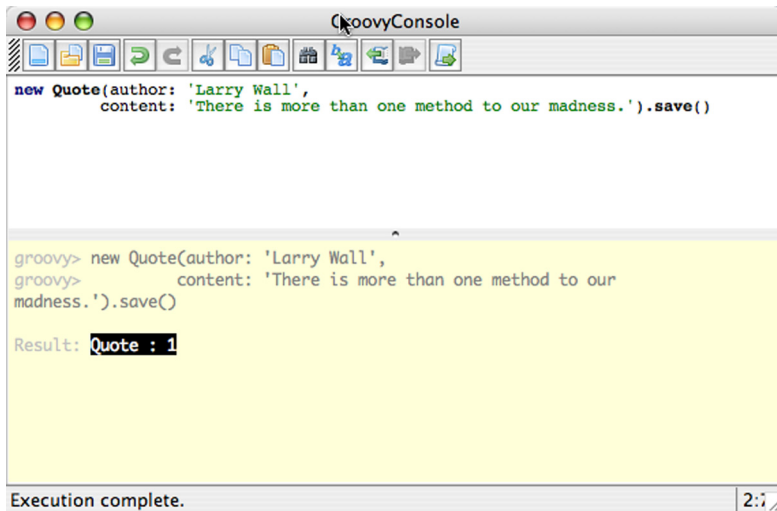 GroovyConsole
new Quote(author: 'Larry Wall',
content: 'There is more than one method to our madness.').save()
groovy> new Quote(author: 'Larry Wall',
groovy> content: 'There is more than one method to our
madness.').save()
Result: Quote : 1
Execution complete.